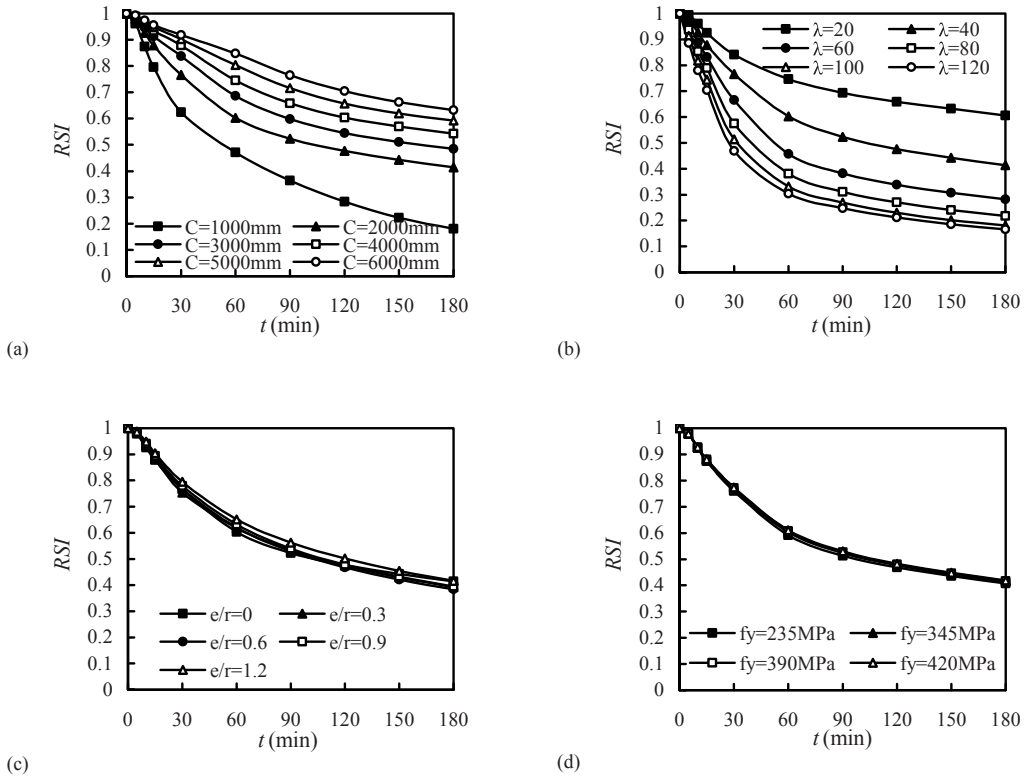 1
0.9
0.8
0.7
0.6
0.5
0.4
0.3
0.2
0.1
0
RSI
C=1000mm C=2000mm
C=3000mm C=4000mm
C=5000mm C=6000mm
0 30 60 90 120 150 180
t (min)
(a)
1
0.9
0.8
0.7
0.6
0.5
0.4
0.3
0.2
0.1
0
RSI
λ=20 λ=40
λ=60 λ=80
λ=100 λ=120
0 30 60 90 120 150 180
t (min)
(b)
1
0.9
0.8
0.7
0.6
0.5
0.4
0.3
0.2
0.1
0
RSI
e/r=0 e/r=0.3
e/r=0.6 e/r=0.9
e/r=1.2
0 30 60 90 120 150 180
t (min)
(c)
1
0.9
0.8
0.7
0.6
0.5
0.4
0.3
0.2
0.1
0
RSI
fy=235MPa fy=345MPa
fy=390MPa fy=420MPa
0 30 60 90 120 150 180
t (min)
(d)